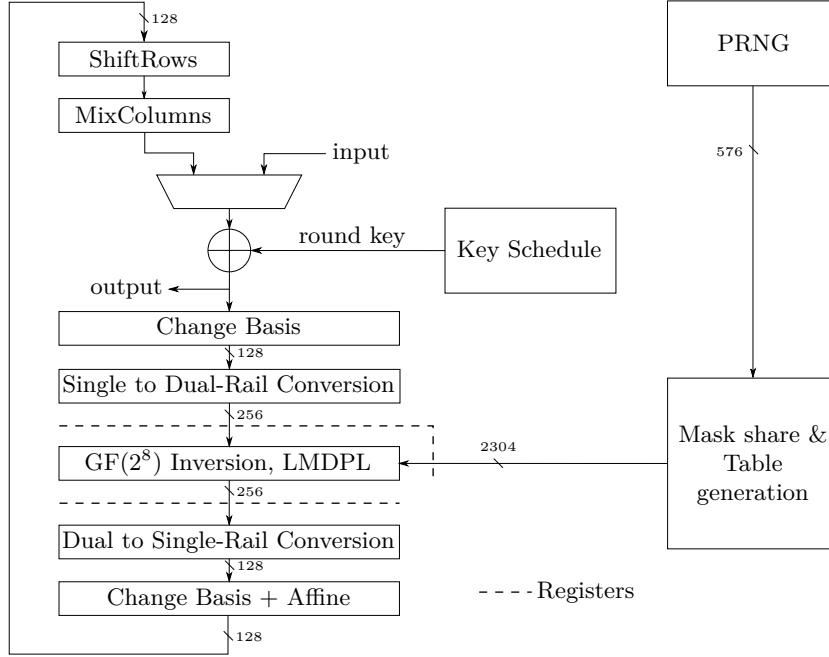 128
ShiftRows
PRNG
MixColumns
input
576
round key
Key Schedule
output
Change Basis
128
Single to Dual-Rail Conversion
256
GF(2⁸) Inversion, LMDPL
2304
Mask share &
Table
generation
256
Dual to Single-Rail Conversion
128
Change Basis + Affine
Registers
128